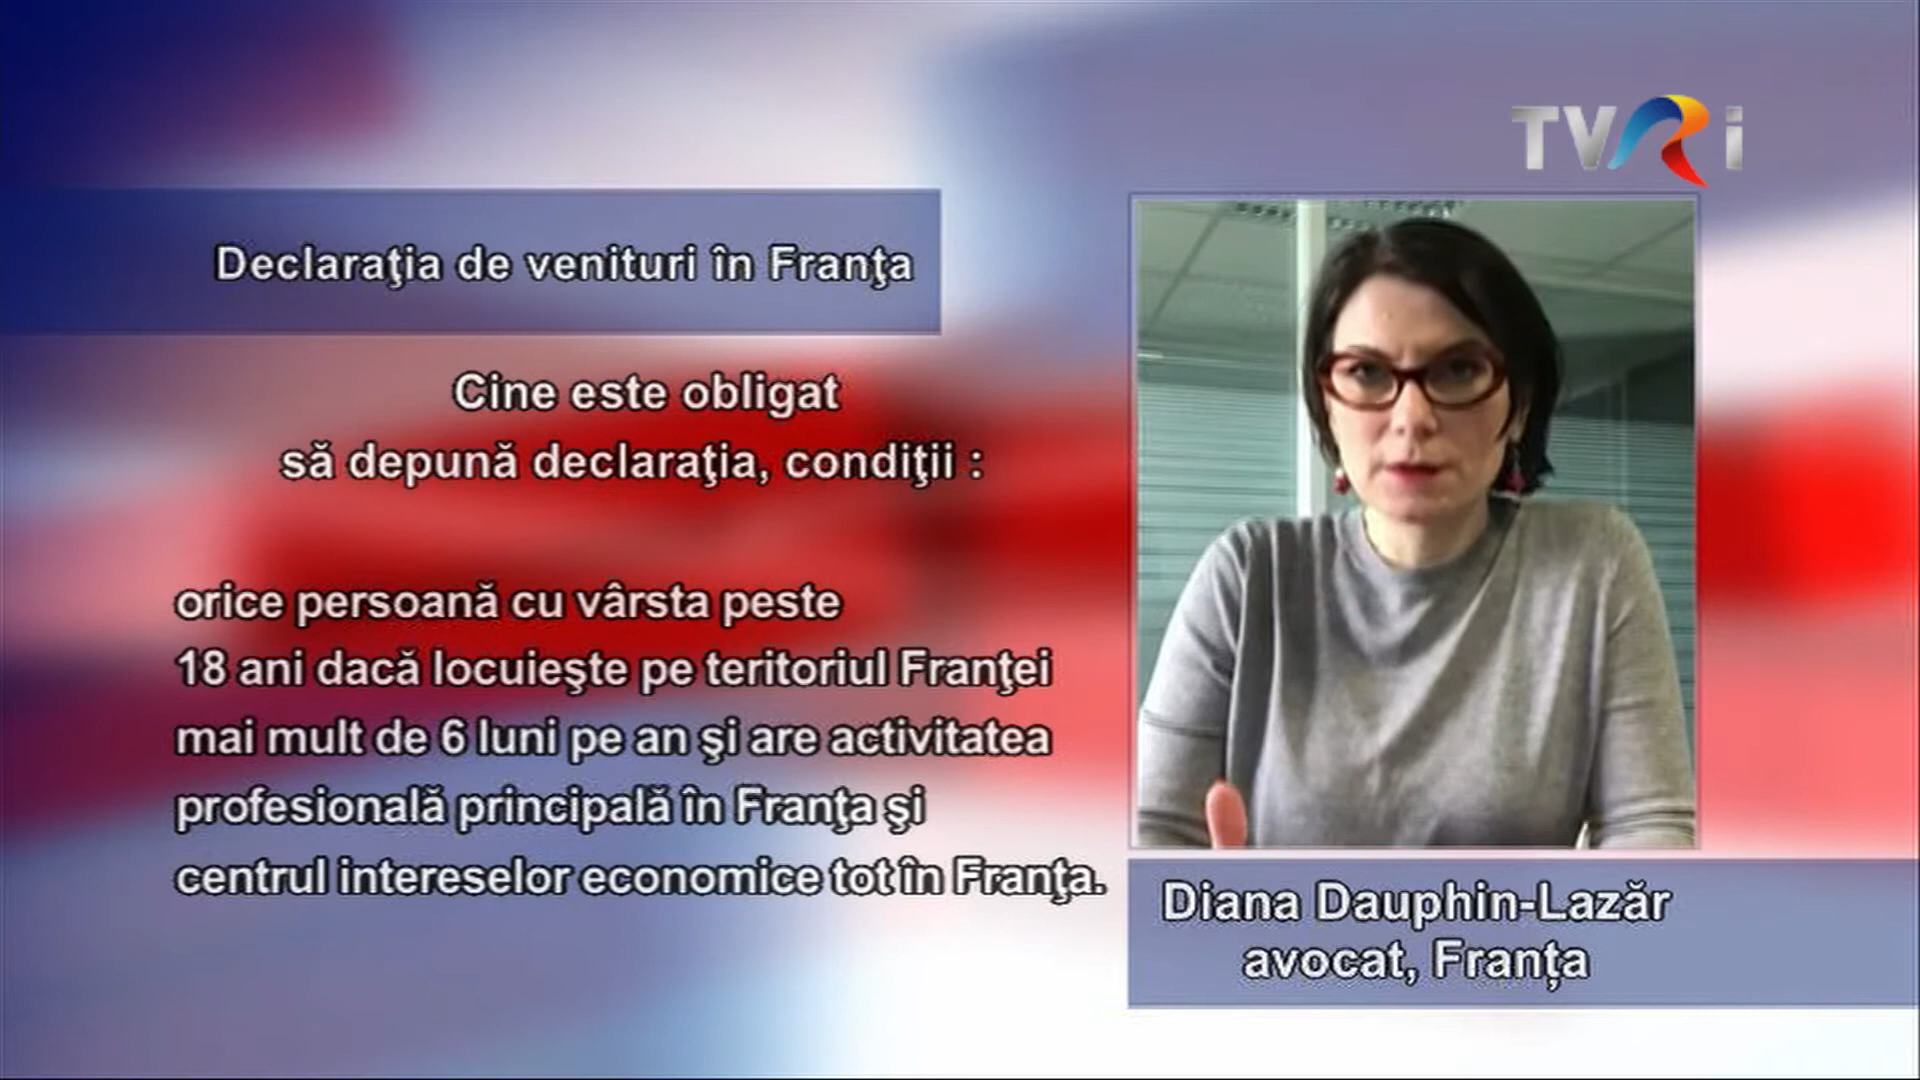 TVRi
Declaraţia de venituri în Franţa
Cine este obligat
să depună declaraţia, condiţii :
orice persoană cu vârsta peste
18 ani dacă locuieşte pe teritoriul Franţei
mai mult de 6 luni pe an şi are activitatea
profesională principală în Franţa şi
centrul intereselor economice tot în Franţa.
Diana Dauphin-Lazăr
avocat, Franța